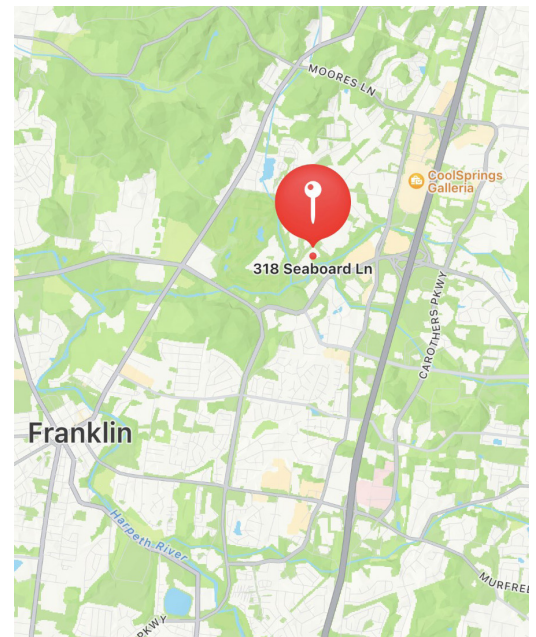 MOORES LN
CoolSprings
Galleria
318 Seaboard Ln
CAROTHERS PKWY
Franklin
Harpeth River
MURFREE
PKWY